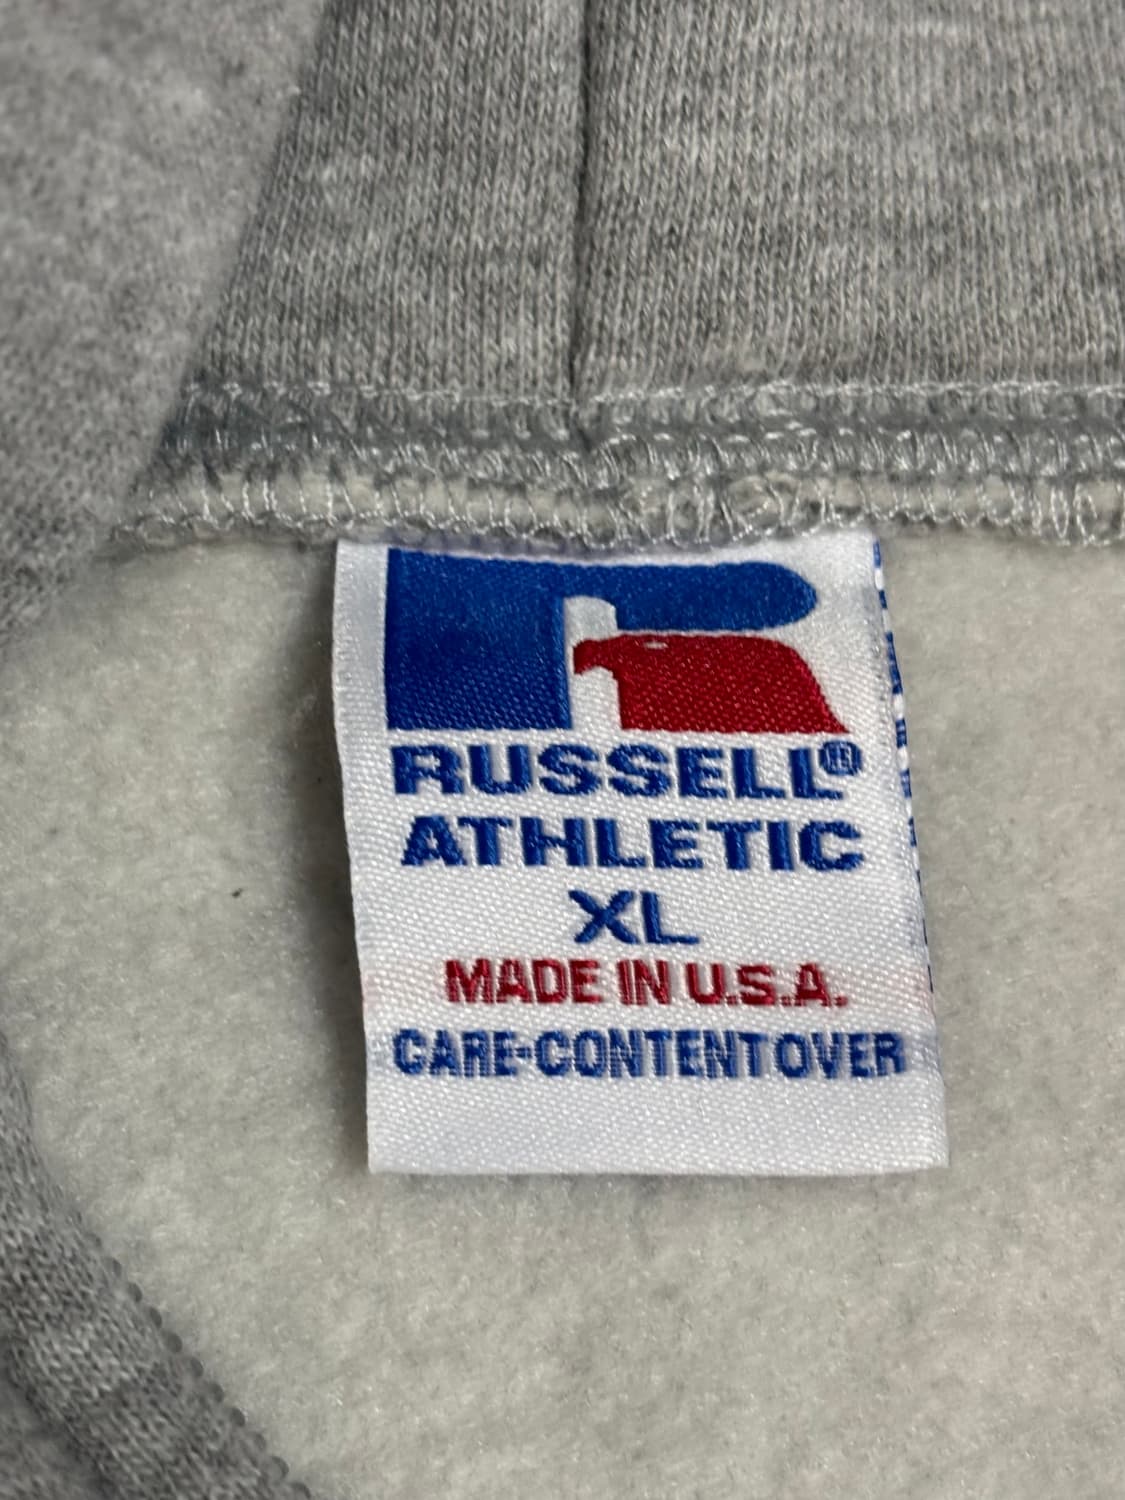 RUSSELL®
ATHLETIC
XL
MADE IN U.S.A.
CARE-CONTENT OVER